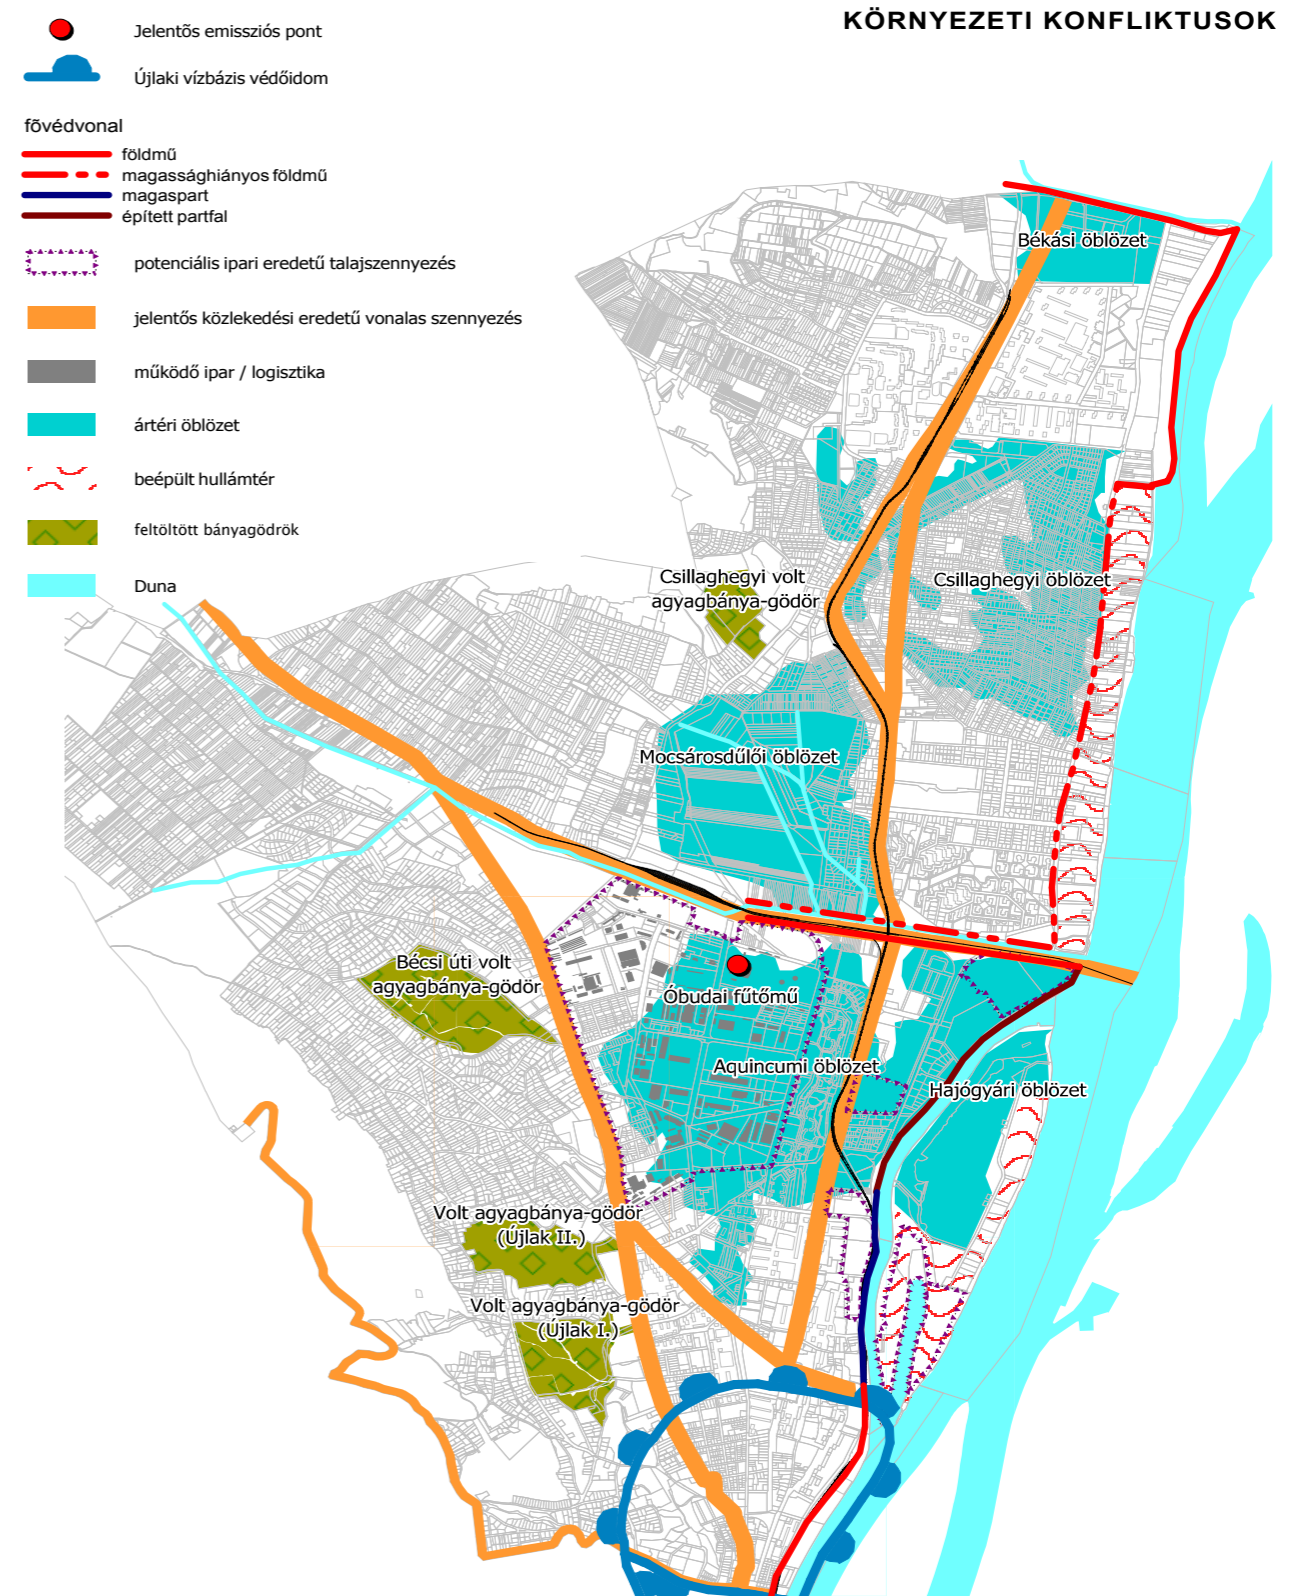 KÖRNYEZETI KONFLIKTUSOK
Jelentõs emissziós pont
Újlaki vízbázis védőidom
fõvédvonal
földmű
magassághiányos földmű
magaspart
épített partfal
potenciális ipari eredetű talajszennyezés
jelentős közlekedési eredetű vonalas szennyezés
működő ipar / logisztika
ártéri öblözet
beépült hullámtér
feltöltött bányagödrök
Duna
Békási öblözet
Csillaghegyi volt
agyagbánya-gödör
Csillaghegyi öblözet
Mocsárosdűlői öblözet
Bécsi úti volt
agyagbánya-gödör
Óbudai fűtőmű
Aquincumi öblözet
Hajógyári öblözet
Volt agyagbánya-gödör
(Újlak II.)
Volt agyagbánya-gödör
(Újlak I.)